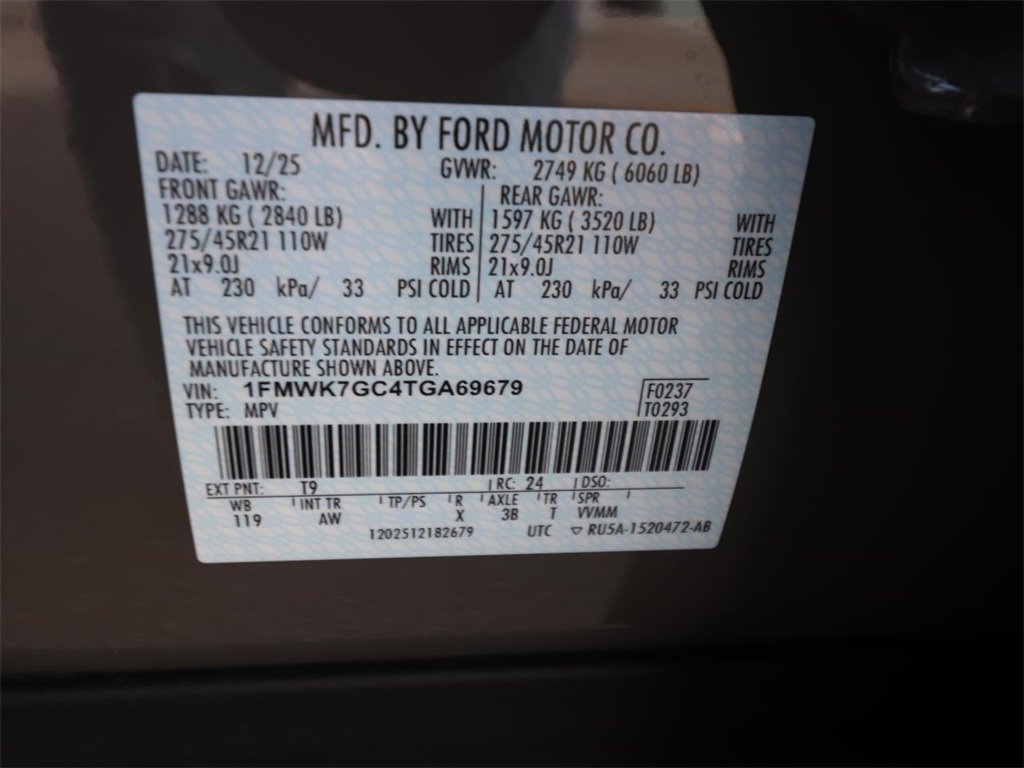 MFD. BY FORD MOTOR CO.
DATE: 12/25 GVWR: 2749 KG ( 6060 LB)
FRONT GAWR: REAR GAWR:
1288 KG ( 2840 LB) WITH 1597 KG ( 3520 LB) WITH
275/45R21 110W TIRES 275/45R21 110W TIRES
21x9.0J RIMS 21x9.0J RIMS
AT 230 kPa/ 33 PSI COLD AT 230 kPa/ 33 PSI COLD
THIS VEHICLE CONFORMS TO ALL APPLICABLE FEDERAL MOTOR
VEHICLE SAFETY STANDARDS IN EFFECT ON THE DATE OF
MANUFACTURE SHOWN ABOVE.
VIN: 1FMWK7GC4TGA69679 F0237
TYPE: MPV T0293
EXT PNT: T9 RC: 24 DSO:
WB INT TR TP/PS R AXLE TR SPR
119 AW X 3B T VVMM
1202512182679 UTC ▽ RU5A-1520472-AB